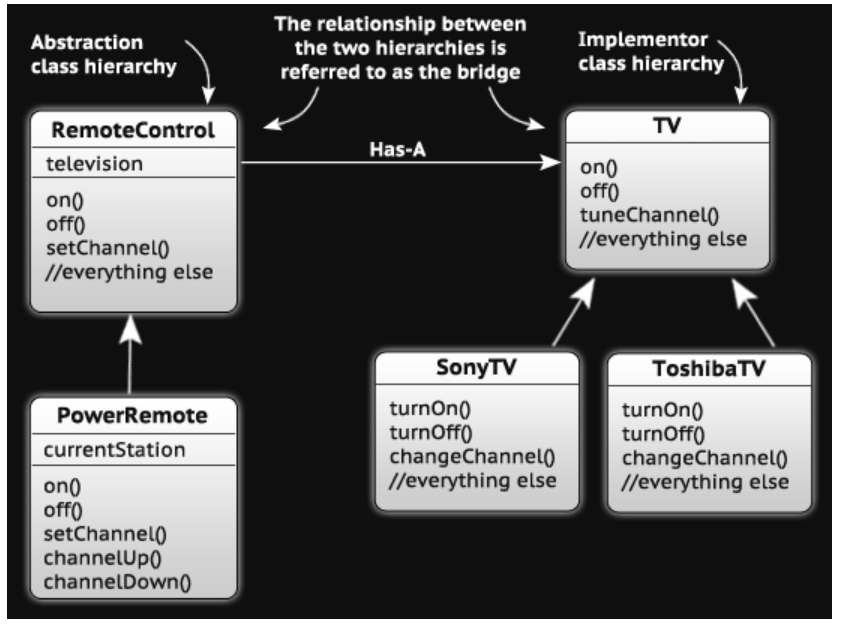 Abstraction
class hierarchy
The relationship between
the two hierarchies is
referred to as the bridge
Implementor
class hierarchy
RemoteControl
television
on()
off()
setChannel()
//everything else
Has-A
TV
on()
off()
tuneChannel()
//everything else
PowerRemote
currentStation
on()
off()
setChannel()
channelUp()
channelDown()
SonyTV
turnOn()
turnOff()
changeChannel()
//everything else
ToshibaTV
turnOn()
turnOff()
changeChannel()
//everything else